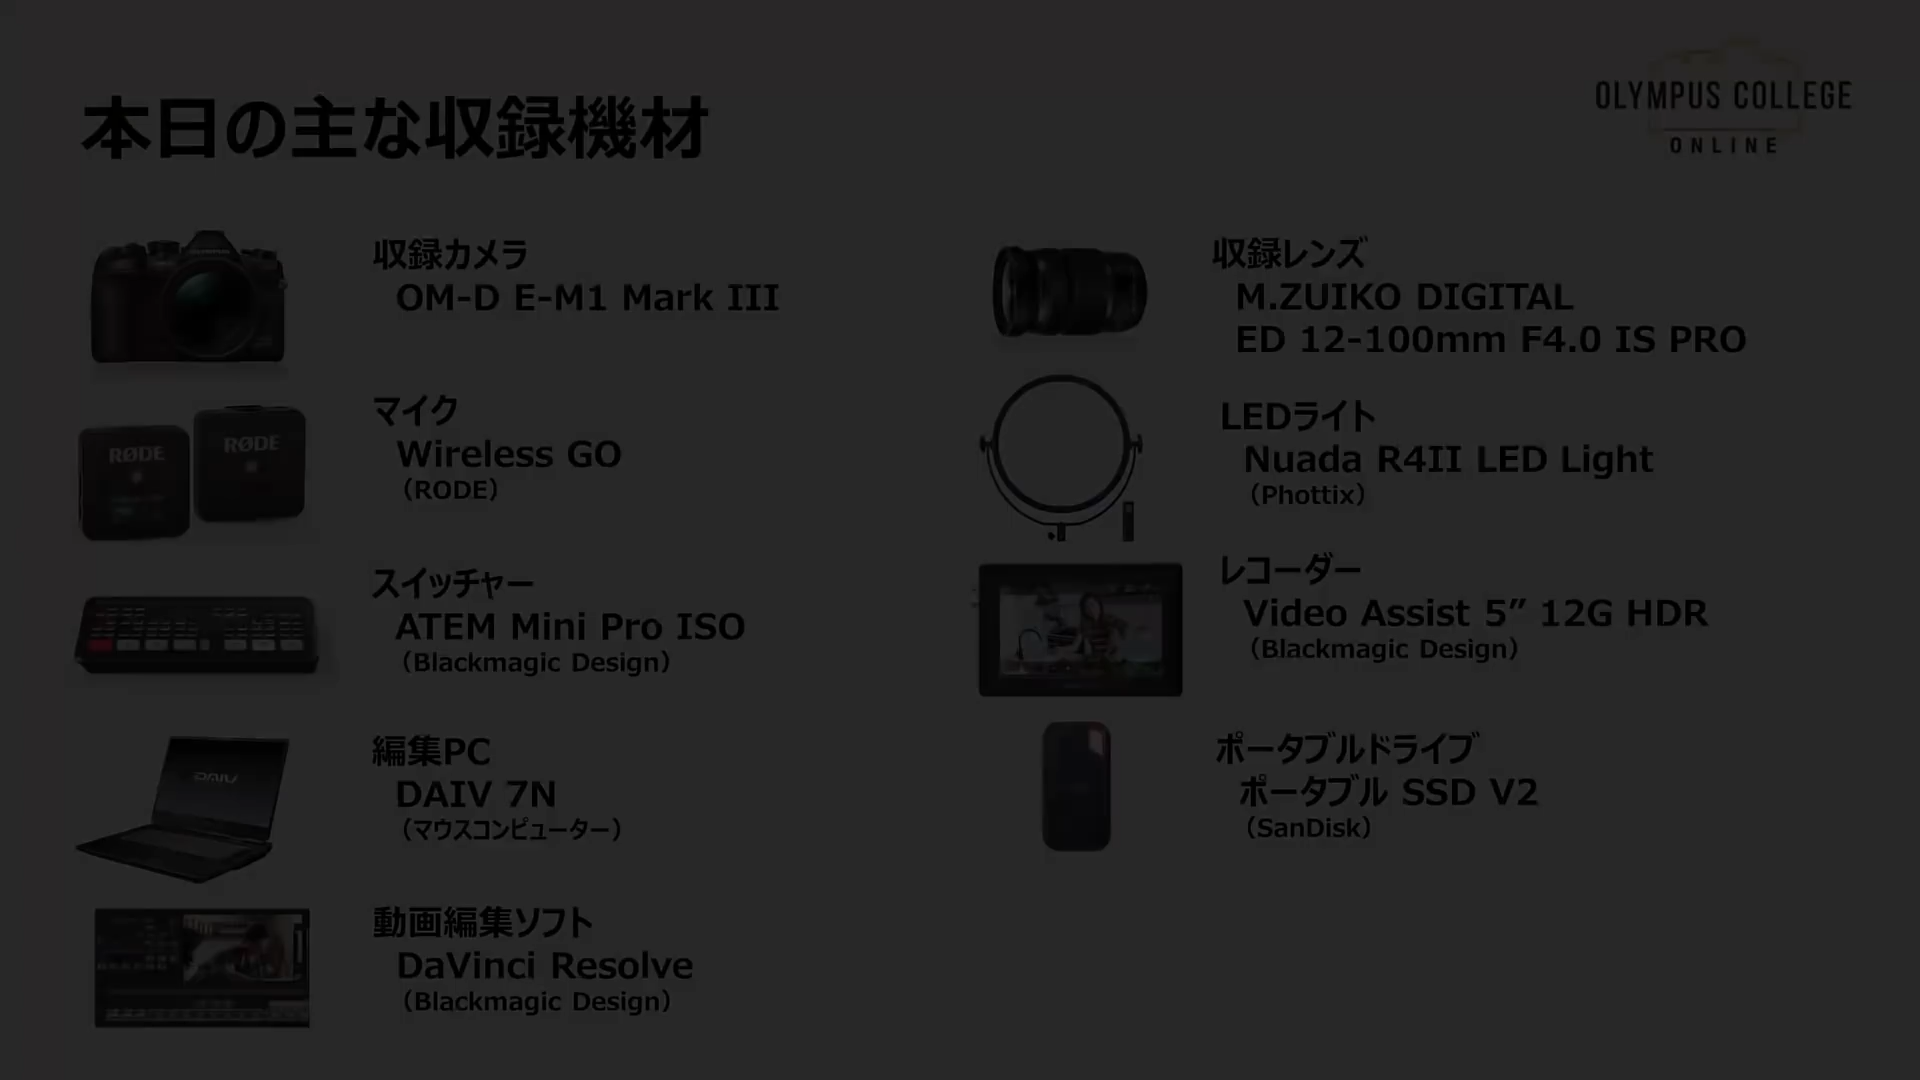 本日の主な収録機材
OLYMPUS COLLEGE
ONLINE
収録カメラ
OM-D E-M1 Mark III
マイク
Wireless GO
（RODE）
スイッチャー
ATEM Mini Pro ISO
（Blackmagic Design）
編集PC
DAIV 7N
（マウスコンピューター）
動画編集ソフト
DaVinci Resolve
（Blackmagic Design）
収録レンズ
M.ZUIKO DIGITAL
ED 12-100mm F4.0 IS PRO
LEDライト
Nuada R4II LED Light
（Phottix）
レコーダー
Video Assist 5” 12G HDR
（Blackmagic Design）
ポータブルドライブ
ポータブル SSD V2
（SanDisk）
OLYMPUS
RØDE
RØDE
DAIV